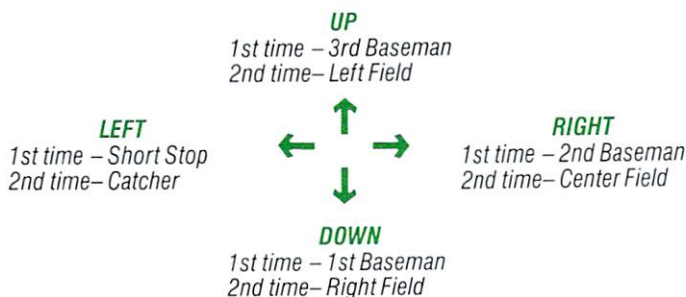 UP
1st time – 3rd Baseman
2nd time– Left Field
LEFT
1st time – Short Stop
2nd time– Catcher
RIGHT
1st time – 2nd Baseman
2nd time– Center Field
DOWN
1st time – 1st Baseman
2nd time– Right Field